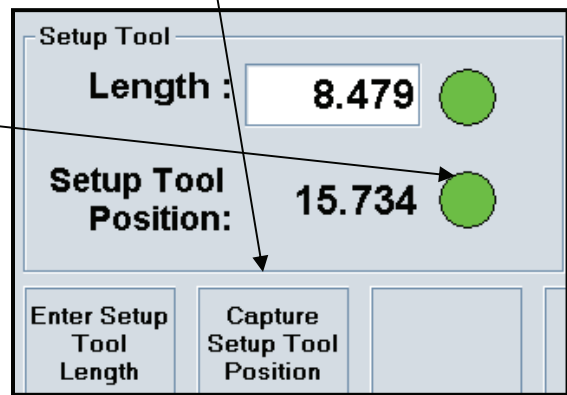 Setup Tool
Length : 8.479
Setup Tool
Position: 15.734
Enter Setup
Tool
Length
Capture
Setup Tool
Position